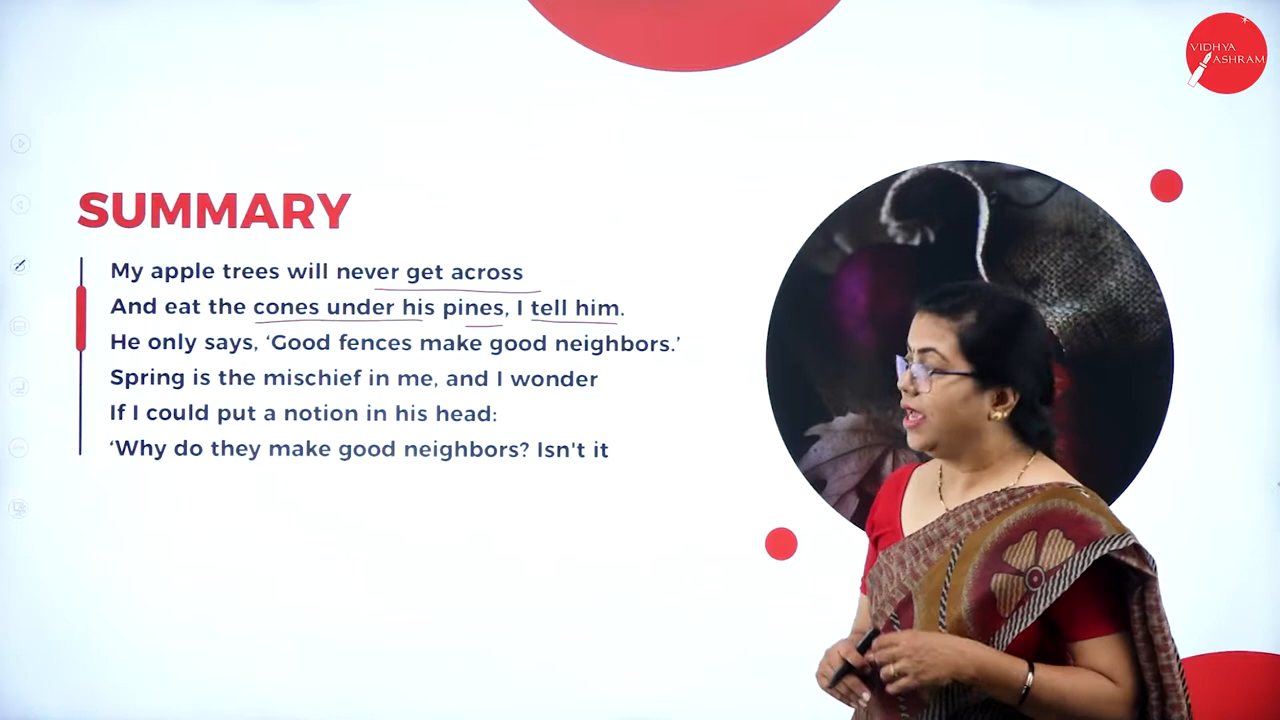 VIDHYA
ASHRAM
SUMMARY
My apple trees will never get across
And eat the cones under his pines, I tell him.
He only says, ‘Good fences make good neighbors.’
Spring is the mischief in me, and I wonder
If I could put a notion in his head:
‘Why do they make good neighbors? Isn't it